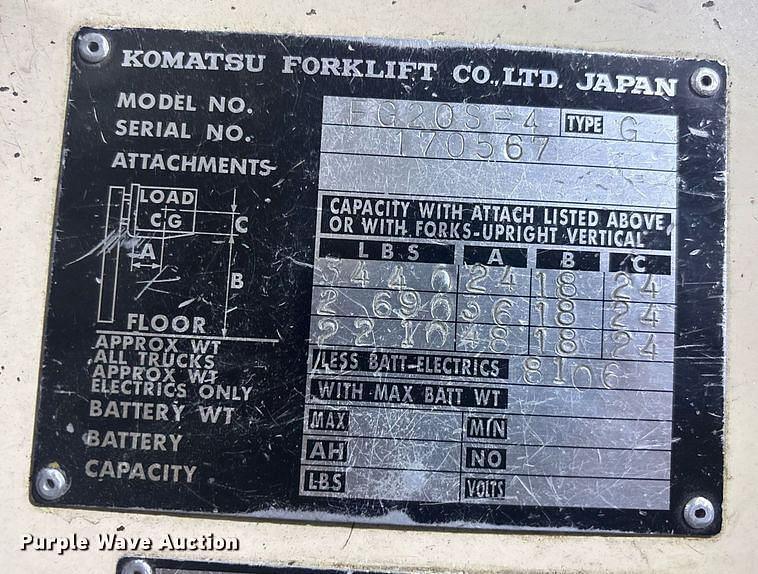 KOMATSU FORKLIFT CO., LTD. JAPAN
MODEL NO. FG20S-4 TYPE G
SERIAL NO. 170567
ATTACHMENTS
LOAD
CG
C
A
B
FLOOR
CAPACITY WITH ATTACH LISTED ABOVE
OR WITH FORKS-UPRIGHT VERTICAL
LBS A B C
3440 24 18 24
2690 36 18 24
2210 48 18 24
APPROX WT
ALL TRUCKS
APPROX WT
ELECTRICS ONLY
LESS BATT-ELECTRICS 8106
WITH MAX BATT WT
BATTERY WT MAX MIN
BATTERY AH NO
CAPACITY LBS VOLTS
Purple Wave Auction